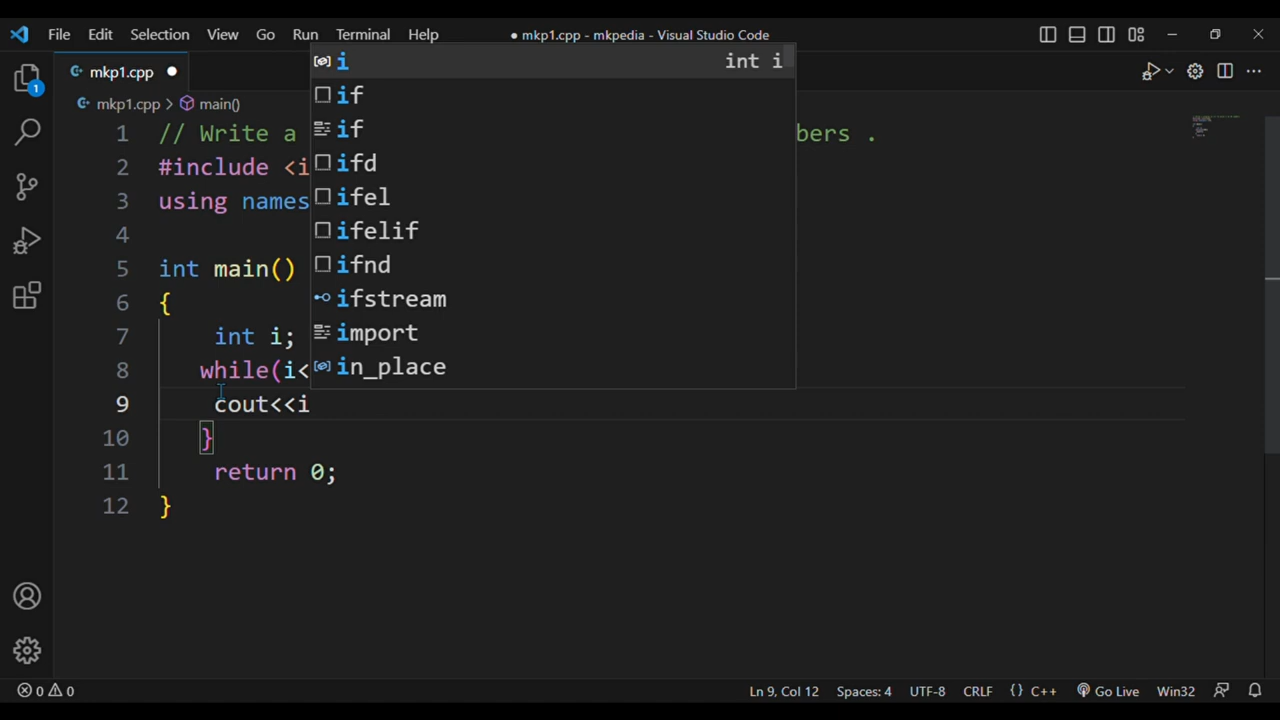 File Edit Selection View Go Run Terminal Help ● mkp1.cpp - mkpedia - Visual Studio Code
mkp1.cpp ●
mkp1.cpp > main()
1 // Write a bers .
2 #include <i
3 using names
4
5 int main()
6 {
7 int i;
8 while(i<
9 cout<<i
10 }
11 return 0;
12 }
i int i
if
if
ifd
ifel
ifelif
ifnd
ifstream
import
in_place
1
0 0 Ln 9, Col 12 Spaces: 4 UTF-8 CRLF {} C++ Go Live Win32